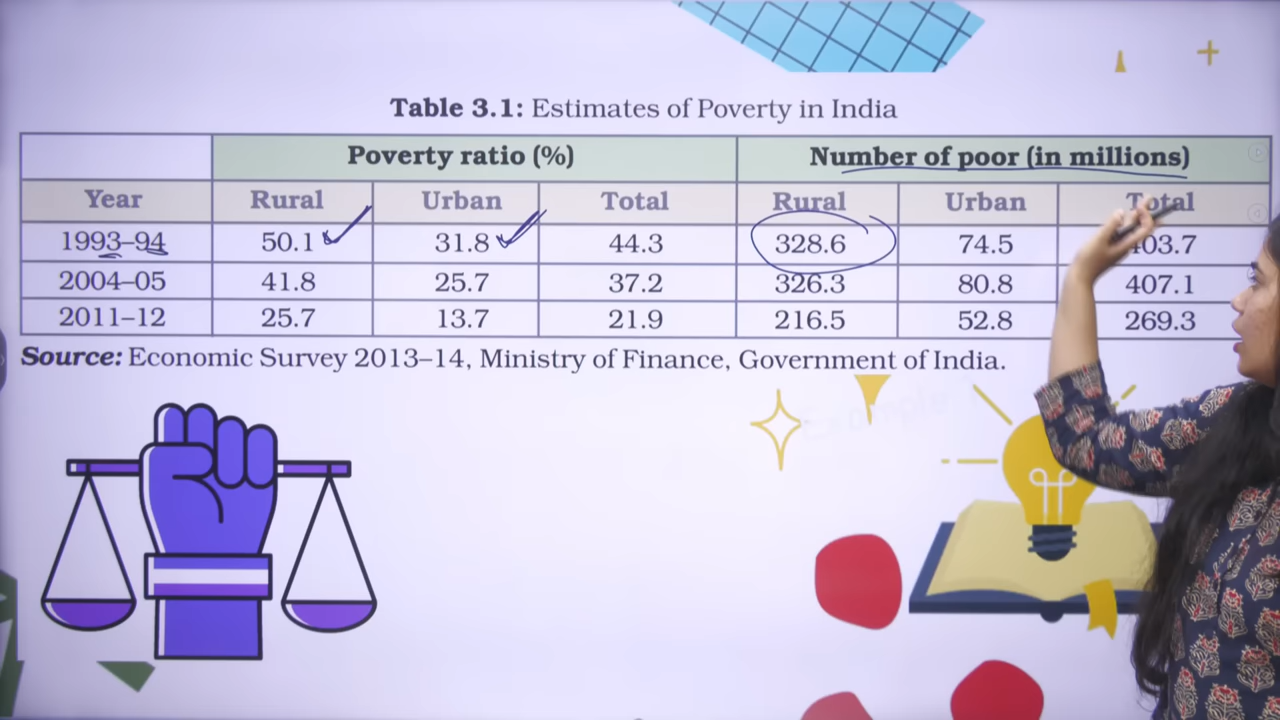 Table 3.1: Estimates of Poverty in India
Poverty ratio (%) Number of poor (in millions)
Year Rural Urban Total Rural Urban Total
1993–94 50.1 31.8 44.3 328.6 74.5 403.7
2004–05 41.8 25.7 37.2 326.3 80.8 407.1
2011–12 25.7 13.7 21.9 216.5 52.8 269.3
Source: Economic Survey 2013–14, Ministry of Finance, Government of India.